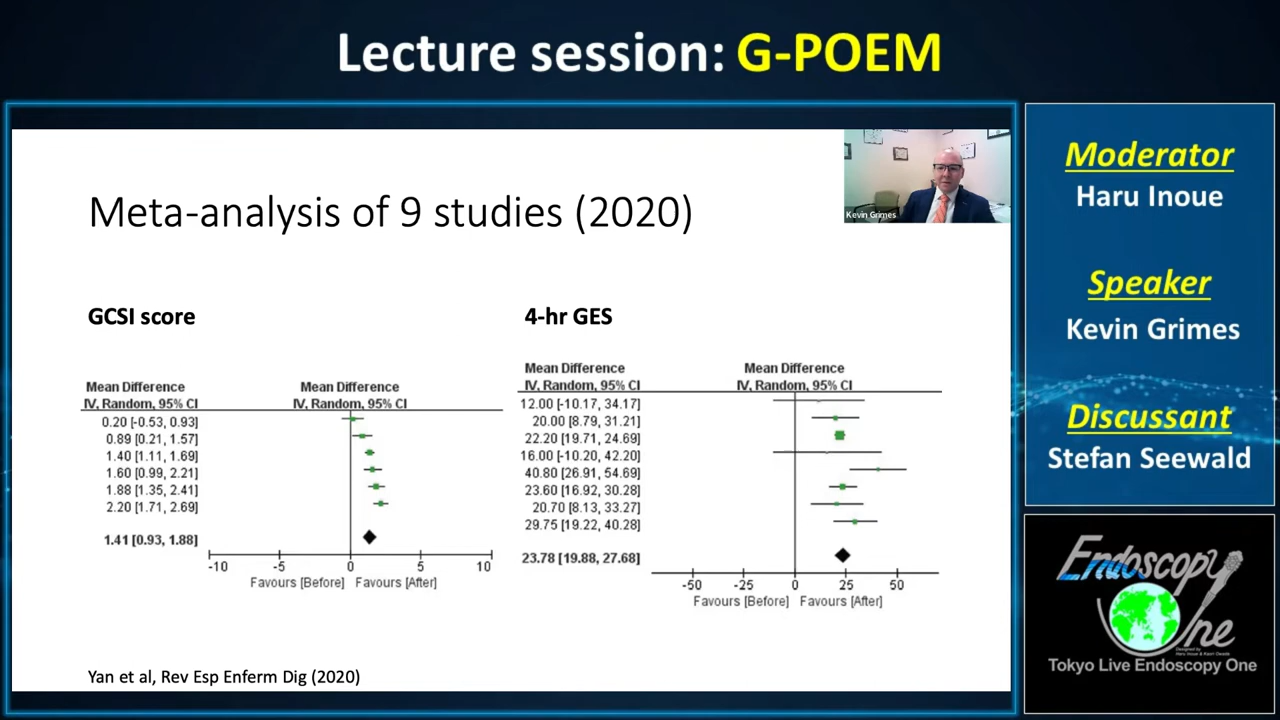 Lecture session: G-POEM
Kevin Grimes
Meta-analysis of 9 studies (2020)
GCSI score
Mean Difference
IV, Random, 95% CI
0.20 [-0.53, 0.93]
0.89 [0.21, 1.57]
1.40 [1.11, 1.69]
1.60 [0.99, 2.21]
1.88 [1.35, 2.41]
2.20 [1.71, 2.69]
1.41 [0.93, 1.88]
Mean Difference
IV, Random, 95% CI
-10 -5 0 5 10
Favours [Before] Favours [After]
4-hr GES
Mean Difference
IV, Random, 95% CI
12.00 [-10.17, 34.17]
20.00 [8.79, 31.21]
22.20 [19.71, 24.69]
16.00 [-10.20, 42.20]
40.80 [26.91, 54.69]
23.60 [16.92, 30.28]
20.70 [8.13, 33.27]
29.75 [19.22, 40.28]
23.78 [19.88, 27.68]
Mean Difference
IV, Random, 95% CI
-50 -25 0 25 50
Favours [Before] Favours [After]
Yan et al, Rev Esp Enferm Dig (2020)
Moderator
Haru Inoue
Speaker
Kevin Grimes
Discussant
Stefan Seewald
Endoscopy
One
Designed by
Tokyo Live Endoscopy One